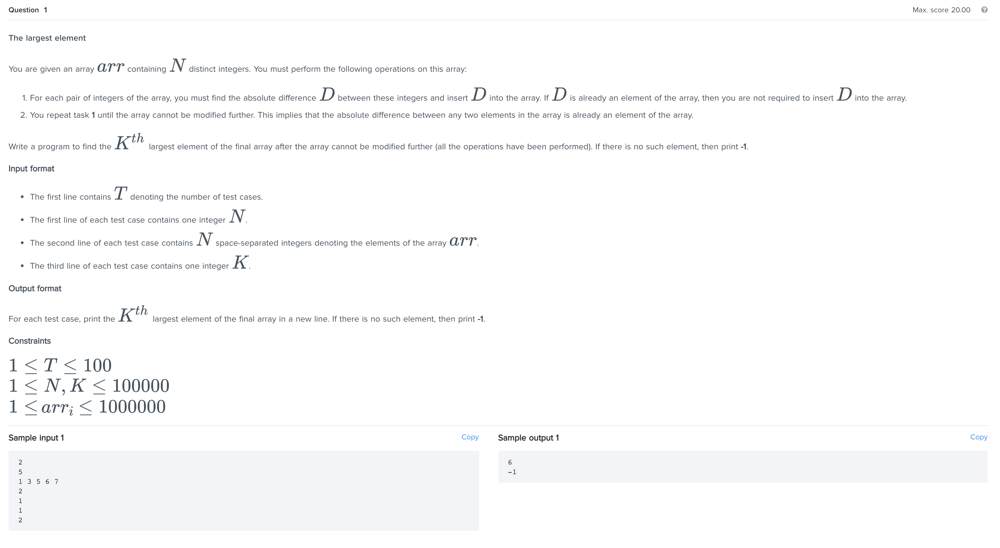 Question 1
Max. score 20.00
The largest element
You are given an array arr containing N distinct integers. You must perform the following operations on this array:
1. For each pair of integers of the array, you must find the absolute difference D between these integers and insert D into the array. If D is already an element of the array, then you are not required to insert D into the array.
2. You repeat task 1 until the array cannot be modified further. This implies that the absolute difference between any two elements in the array is already an element of the array.
Write a program to find the K^th largest element of the final array after the array cannot be modified further (all the operations have been performed). If there is no such element, then print -1.
Input format
• The first line contains T denoting the number of test cases.
• The first line of each test case contains one integer N.
• The second line of each test case contains N space-separated integers denoting the elements of the array arr.
• The third line of each test case contains one integer K.
Output format
For each test case, print the K^th largest element of the final array in a new line. If there is no such element, then print -1.
Constraints
1 ≤ T ≤ 100
1 ≤ N, K ≤ 100000
1 ≤ arr_i ≤ 1000000
Sample input 1
Copy
2
5
1 3 5 6 7
2
1
1
2
Sample output 1
Copy
6
-1